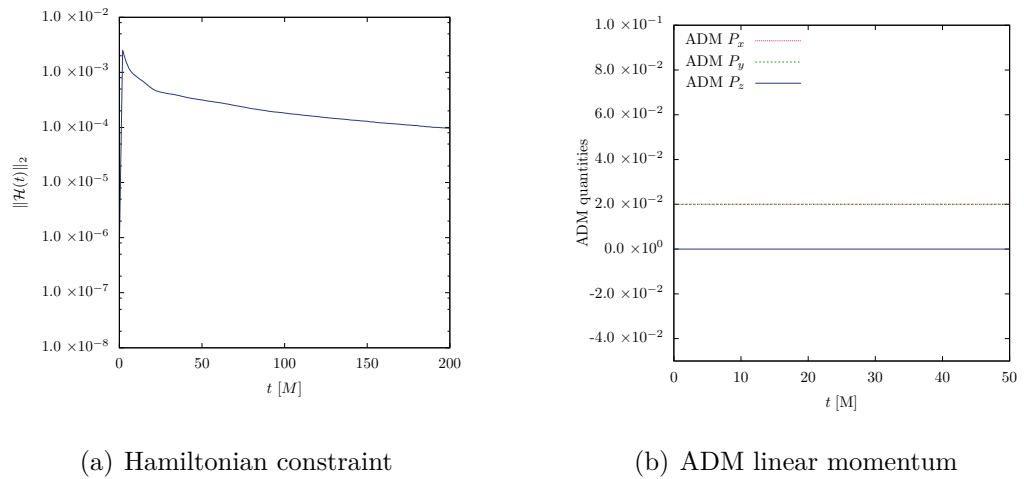 1.0 ×10⁻²
1.0 ×10⁻³
1.0 ×10⁻⁴
1.0 ×10⁻⁵
1.0 ×10⁻⁶
1.0 ×10⁻⁷
1.0 ×10⁻⁸
‖ℋ(t)‖₂
0
50
100
150
200
t [M]
(a) Hamiltonian constraint
ADM Pₓ
ADM P_y
ADM P_z
1.0 ×10⁻¹
8.0 ×10⁻²
6.0 ×10⁻²
4.0 ×10⁻²
2.0 ×10⁻²
0.0 ×10⁰
-2.0 ×10⁻²
-4.0 ×10⁻²
ADM quantities
0
10
20
30
40
50
t [M]
(b) ADM linear momentum